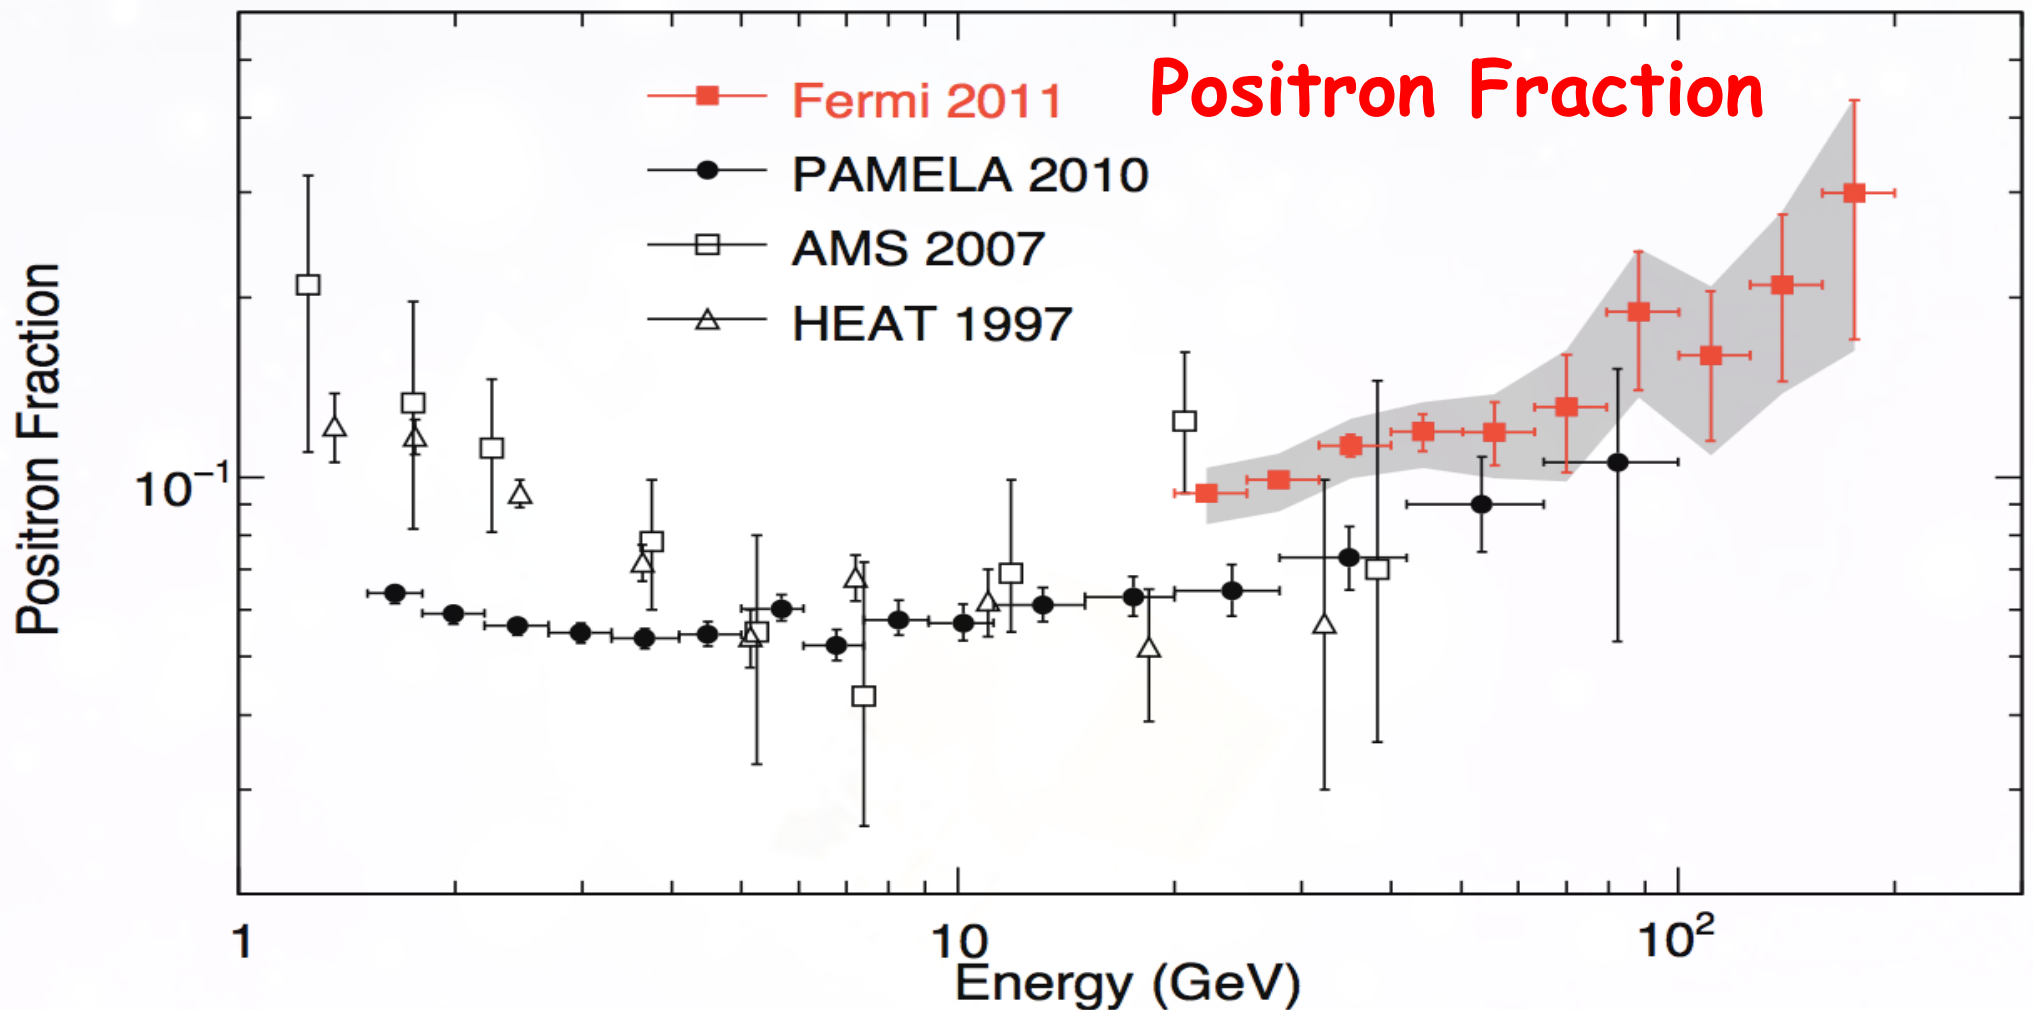 Positron Fraction
Fermi 2011
PAMELA 2010
AMS 2007
HEAT 1997
Positron Fraction
10⁻¹
1
10
10²
Energy (GeV)